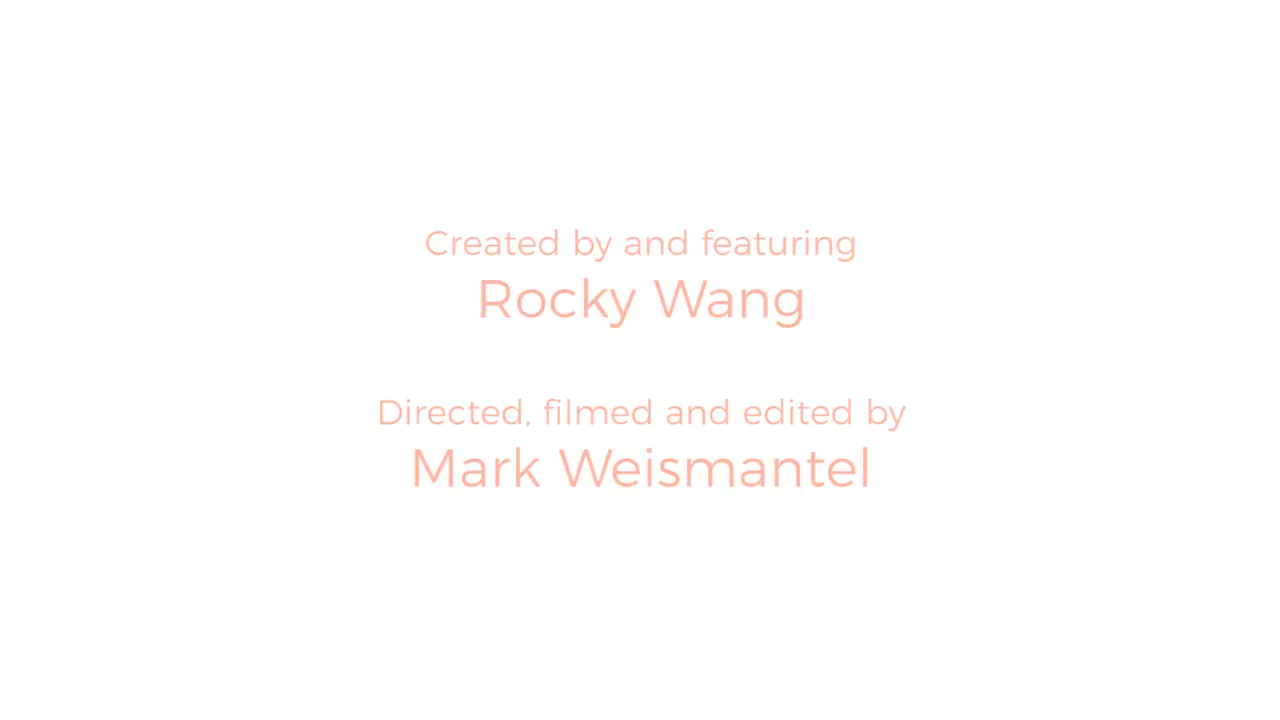 Created by and featuring
Rocky Wang
Directed, filmed and edited by
Mark Weismantel